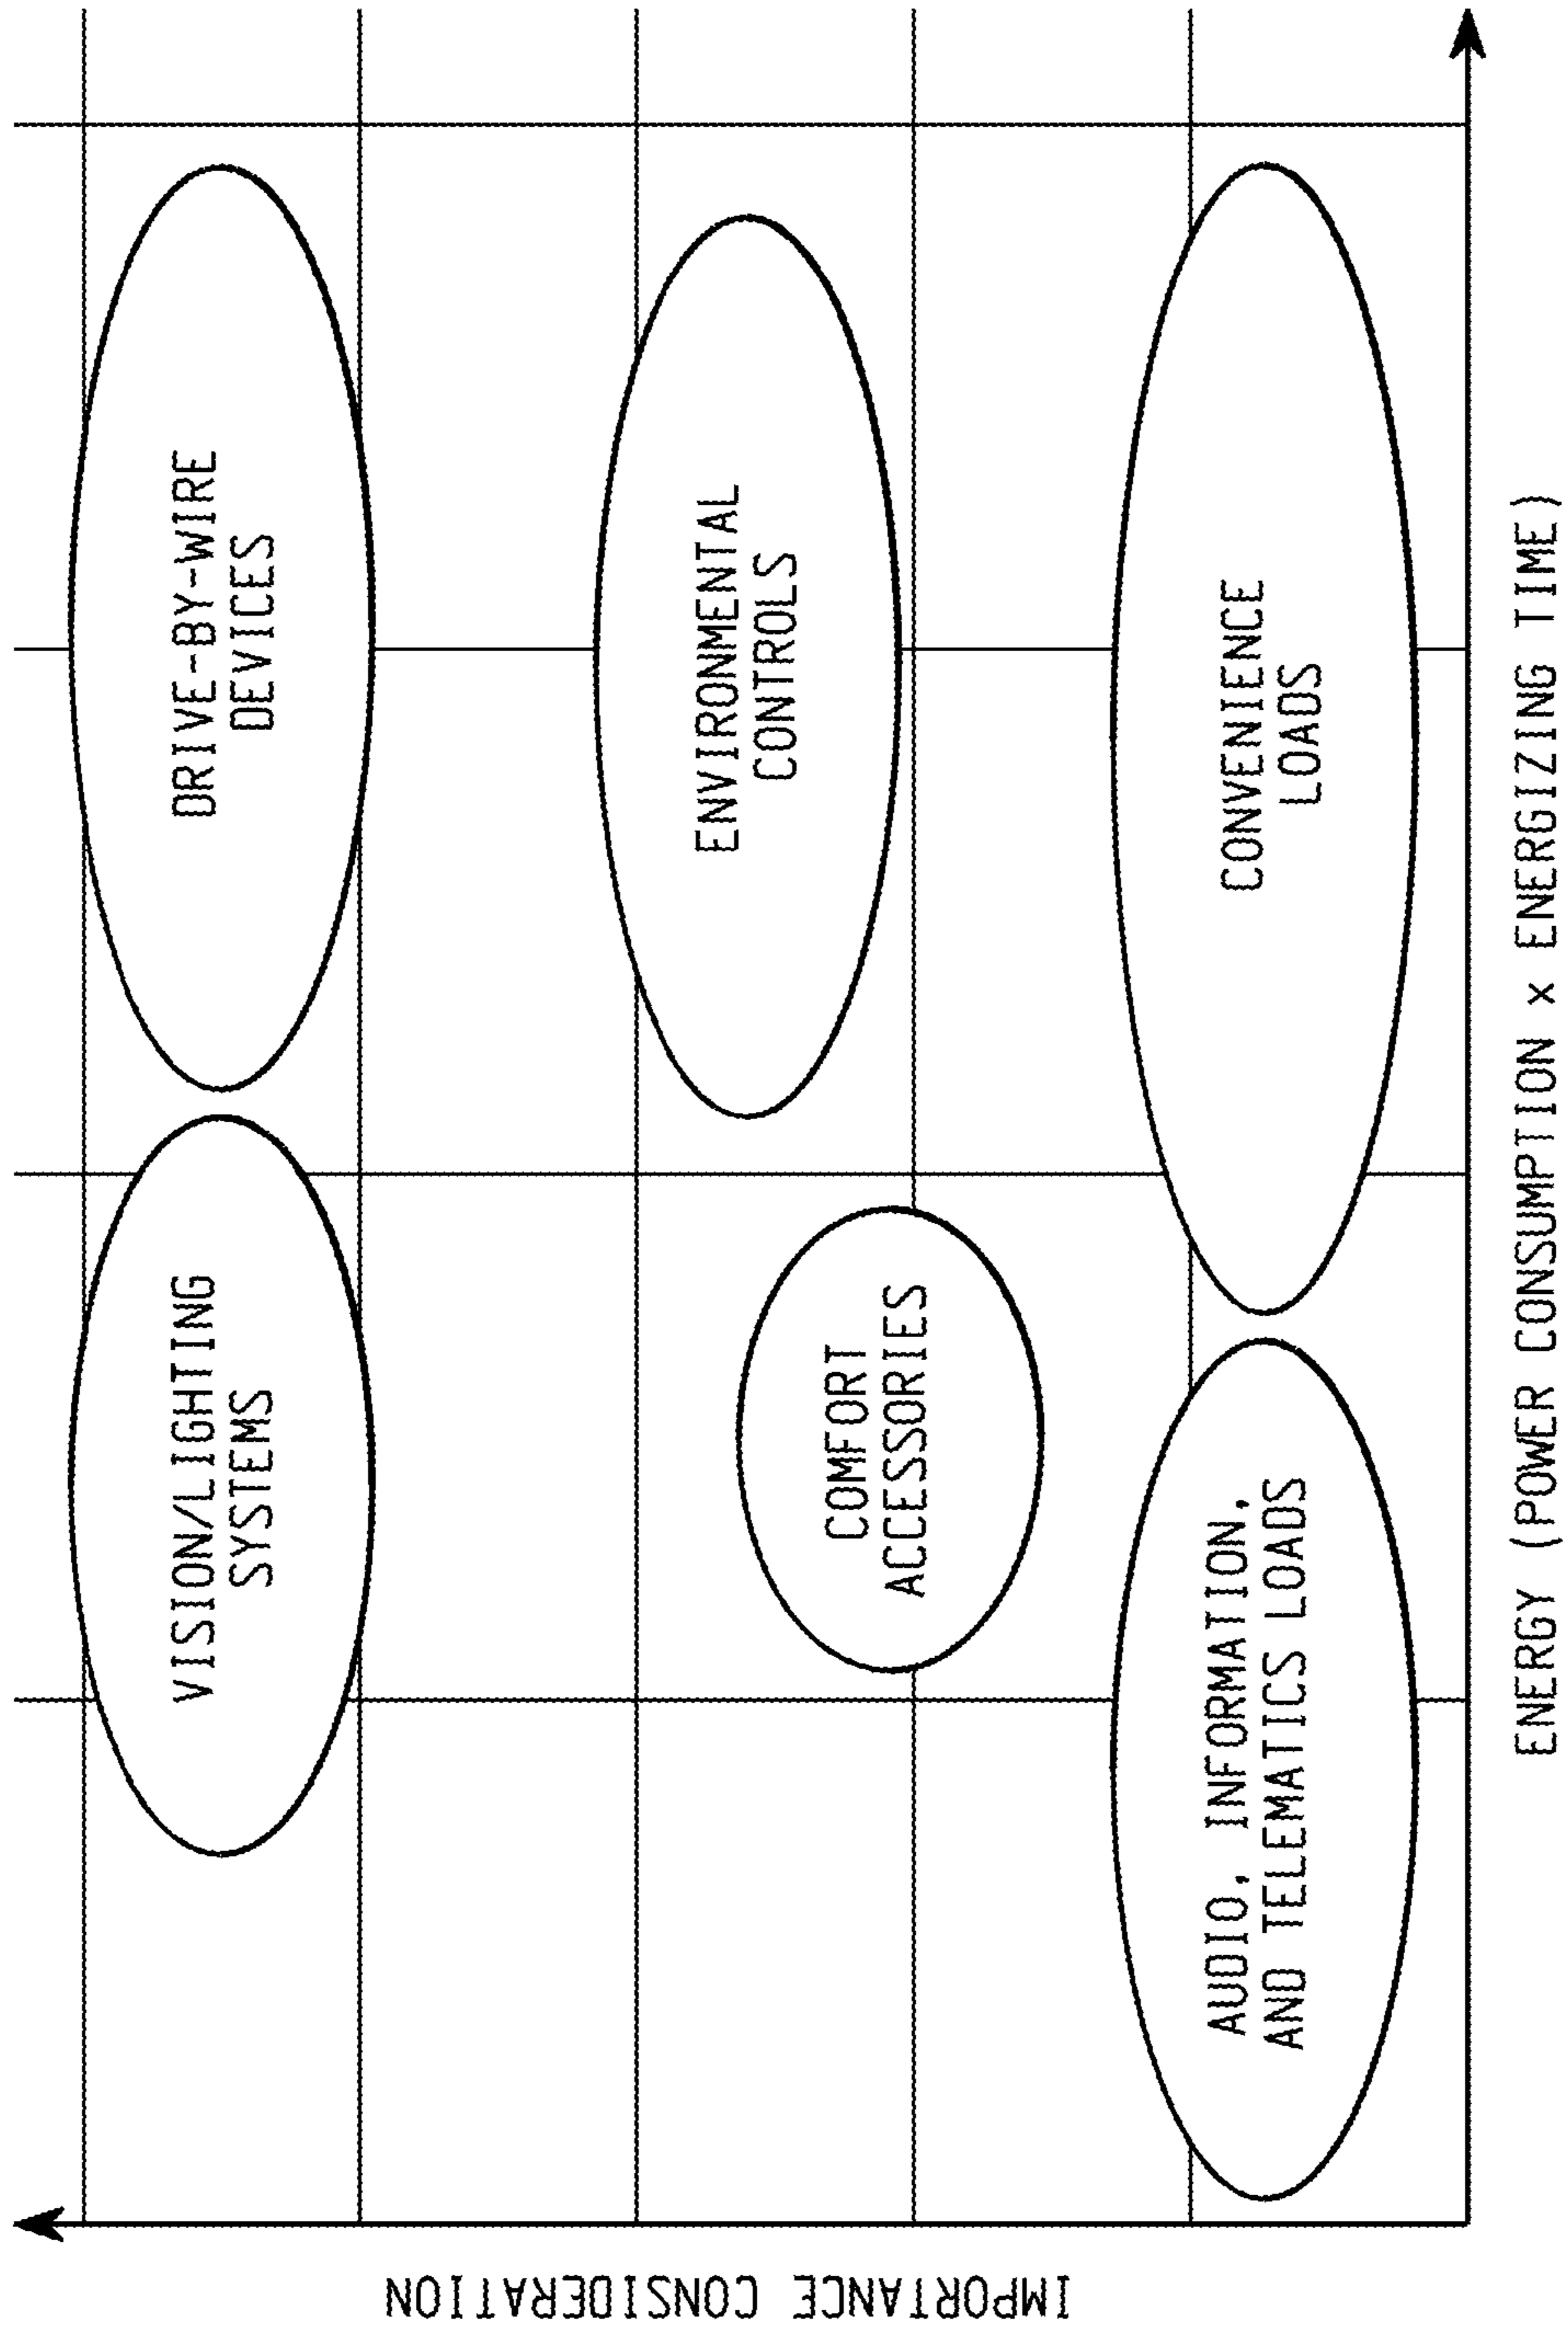 IMPORTANCE CONSIDERATION
VISION/LIGHTING
SYSTEMS
DRIVE-BY-WIRE
DEVICES
ENVIRONMENTAL
CONTROLS
COMFORT
ACCESSORIES
AUDIO, INFORMATION,
AND TELEMATICS LOADS
CONVENIENCE
LOADS
ENERGY (POWER CONSUMPTION x ENERGIZING TIME)